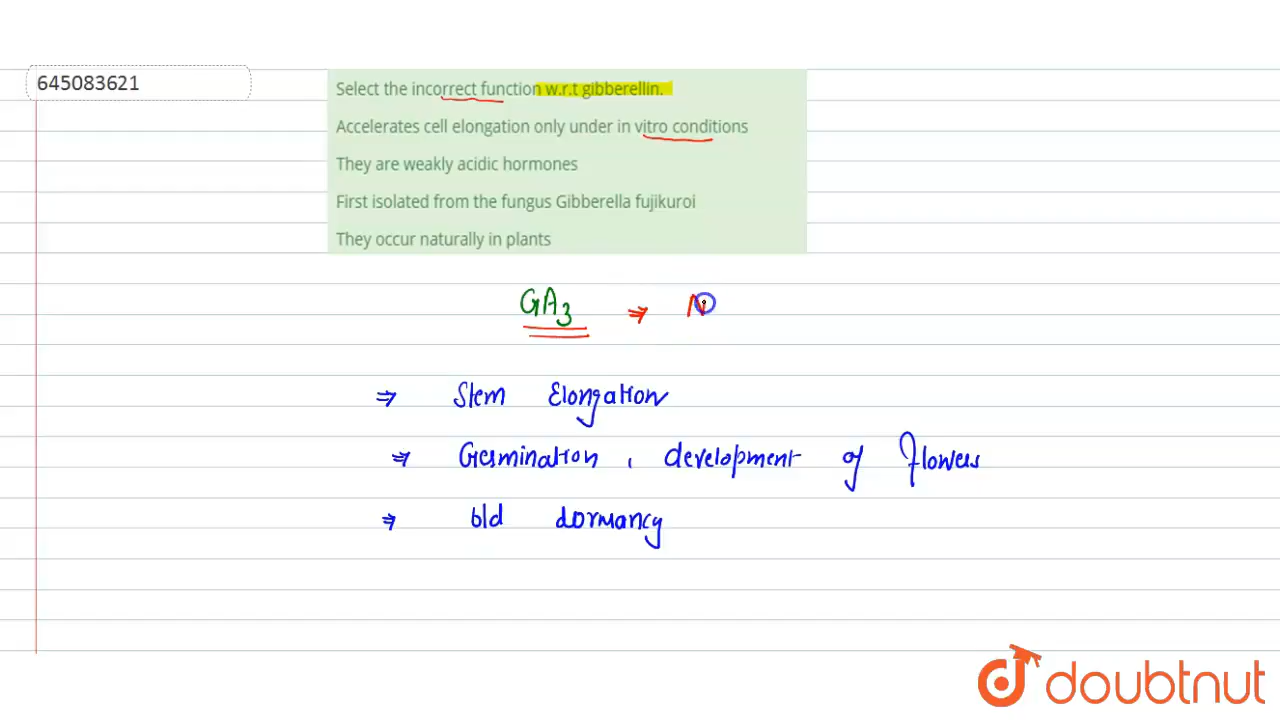 645083621
Select the incorrect function w.r.t gibberellin.
Accelerates cell elongation only under in vitro conditions
They are weakly acidic hormones
First isolated from the fungus Gibberella fujikuroi
They occur naturally in plants
GA3 ⇒ N
⇒ Stem Elongation
⇒ Germination , development of flowers
⇒ bld dormancy
doubtnut